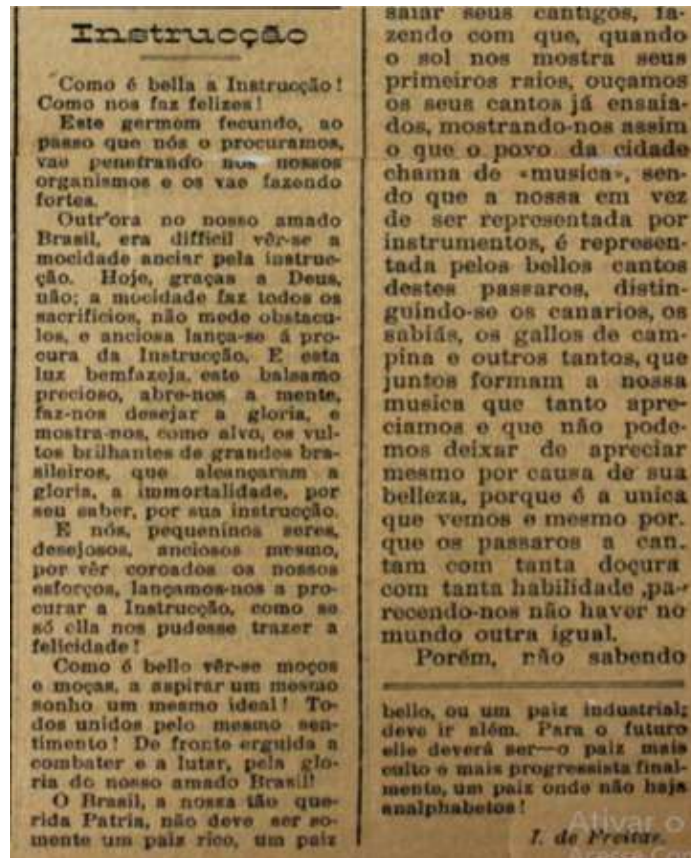 Instrucção
Como é bella a Instrucção!
Como nos faz felizes!
Este germem fecundo, ao
passo que nós o procuramos,
vae penetrando nos nossos
organismos e os vae fazendo
fortes.
Outr'ora no nosso amado
Brasil, era difficil vêr-se a
mocidade anciar pela instruc-
ção. Hoje, graças a Deus,
não; a mocidade faz todos os
sacrificios, não mede obstacu-
los, e anciosa lança-se á pro-
cura da Instrucção. E esta
luz bemfazeja, este balsamo
precioso, abre-nos a mente,
faz-nos desejar a gloria, e
mostra-nos, como alvo, os vul-
tos brilhantes de grandes bra-
sileiros, que alcançaram a
gloria, a immortalidade, por
seu saber, por sua instrucção.
E nós, pequeninos seres,
desejosos, anciosos mesmo,
por vêr coroados os nossos
esforços, lançamos-nos a pro-
curar a Instrucção, como se
só ella nos pudesse trazer a
felicidade!
Como é bello vêr-se moços
e moças, a aspirar um mesmo
sonho um mesmo ideal! To-
dos unidos pelo mesmo sen-
timento! De fronte erguida a
combater e a lutar, pela glo-
ria do nosso amado Brasil!
O Brasil, a nossa tão que-
rida Patria, não deve ser so-
mente um paiz rico, um paiz
saiar seus cantigos, fa-
zendo com que, quando
o sol nos mostra seus
primeiros raios, ouçamos
os seus cantos já ensaia-
dos, mostrando-nos assim
o que o povo da cidade
chama de «musica», sen-
do que a nossa em vez
de ser representada por
instrumentos, é represen-
tada pelos bellos cantos
destes passaros, distin-
guindo-se os canarios, os
sabiás, os gallos de cam-
pina e outros tantos, que
juntos formam a nossa
musica que tanto apre-
ciamos e que não pode-
mos deixar de apreciar
mesmo por causa de sua
belleza, porque é a unica
que vemos e mesmo por.
que os passaros a can.
tam com tanta doçura
com tanta habilidade ,pa-
recendo-nos não haver no
mundo outra igual.
Porém, não sabendo
bello, ou um paiz industrial;
deve ir além. Para o futuro
elle deverá ser—o paiz mais
culto e mais progressista final-
mente, um paiz onde não haja
analphabetos!
I. de Freitas.
Ativar o